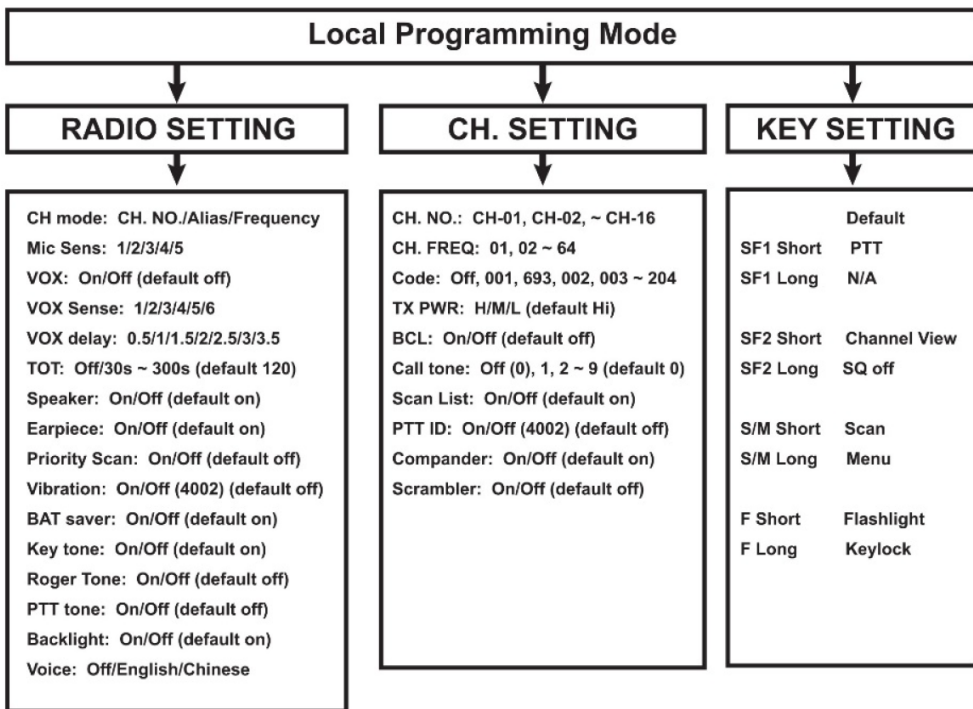 Local Programming Mode
RADIO SETTING
CH mode: CH. NO./Alias/Frequency
Mic Sens: 1/2/3/4/5
VOX: On/Off (default off)
VOX Sense: 1/2/3/4/5/6
VOX delay: 0.5/1/1.5/2/2.5/3/3.5
TOT: Off/30s ~ 300s (default 120)
Speaker: On/Off (default on)
Earpiece: On/Off (default on)
Priority Scan: On/Off (default off)
Vibration: On/Off (4002) (default off)
BAT saver: On/Off (default on)
Key tone: On/Off (default on)
Roger Tone: On/Off (default off)
PTT tone: On/Off (default off)
Backlight: On/Off (default on)
Voice: Off/English/Chinese
CH. SETTING
CH. NO.: CH-01, CH-02, ~ CH-16
CH. FREQ: 01, 02 ~ 64
Code: Off, 001, 693, 002, 003 ~ 204
TX PWR: H/M/L (default Hi)
BCL: On/Off (default off)
Call tone: Off (0), 1, 2 ~ 9 (default 0)
Scan List: On/Off (default on)
PTT ID: On/Off (4002) (default off)
Compander: On/Off (default on)
Scrambler: On/Off (default off)
KEY SETTING
Default
SF1 Short PTT
SF1 Long N/A
SF2 Short Channel View
SF2 Long SQ off
S/M Short Scan
S/M Long Menu
F Short Flashlight
F Long Keylock